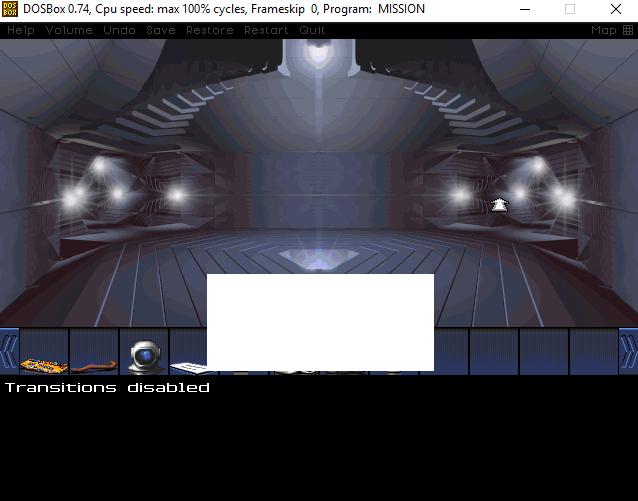 DOSBox 0.74, Cpu speed: max 100% cycles, Frameskip 0, Program: MISSION
Help Volume Undo Save Restore Restart Quit Map
Transitions disabled